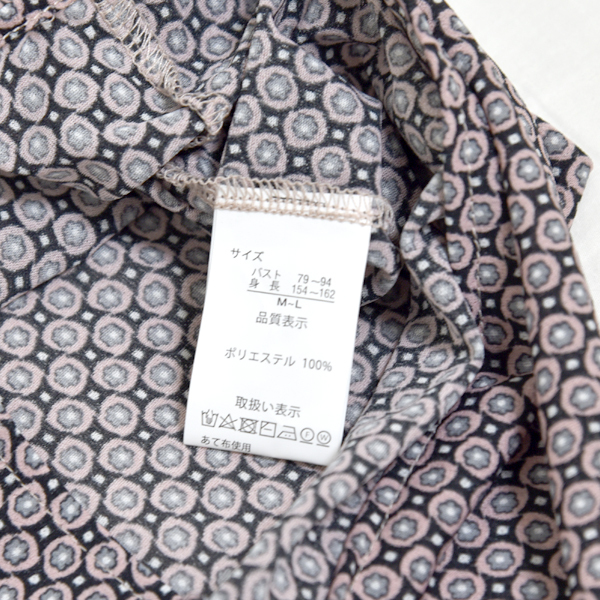 サイズ
バスト 79~94
身長 154~162
M-L
品質表示
ポリエステル 100%
取扱い表示
F W
あて布使用